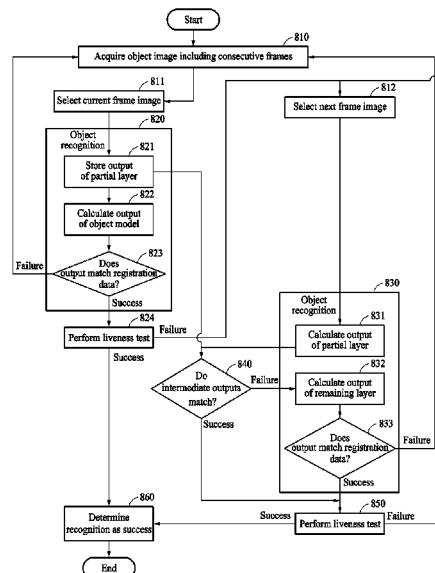 Start
810
Acquire object image including consecutive frames
811
Select current frame image
812
Select next frame image
820
Object
recognition
821
Store output
of partial layer
822
Calculate output
of object model
823
Does
output match registration
data?
Failure
Success
824
Perform liveness test
Failure
Success
830
Object
recognition
831
Calculate output
of partial layer
840
Do
intermediate outputs
match?
Failure
Success
832
Calculate output
of remaining layer
833
Does
output match registration
data?
Failure
Success
850
Perform liveness test
Success
Failure
860
Determine
recognition as success
End